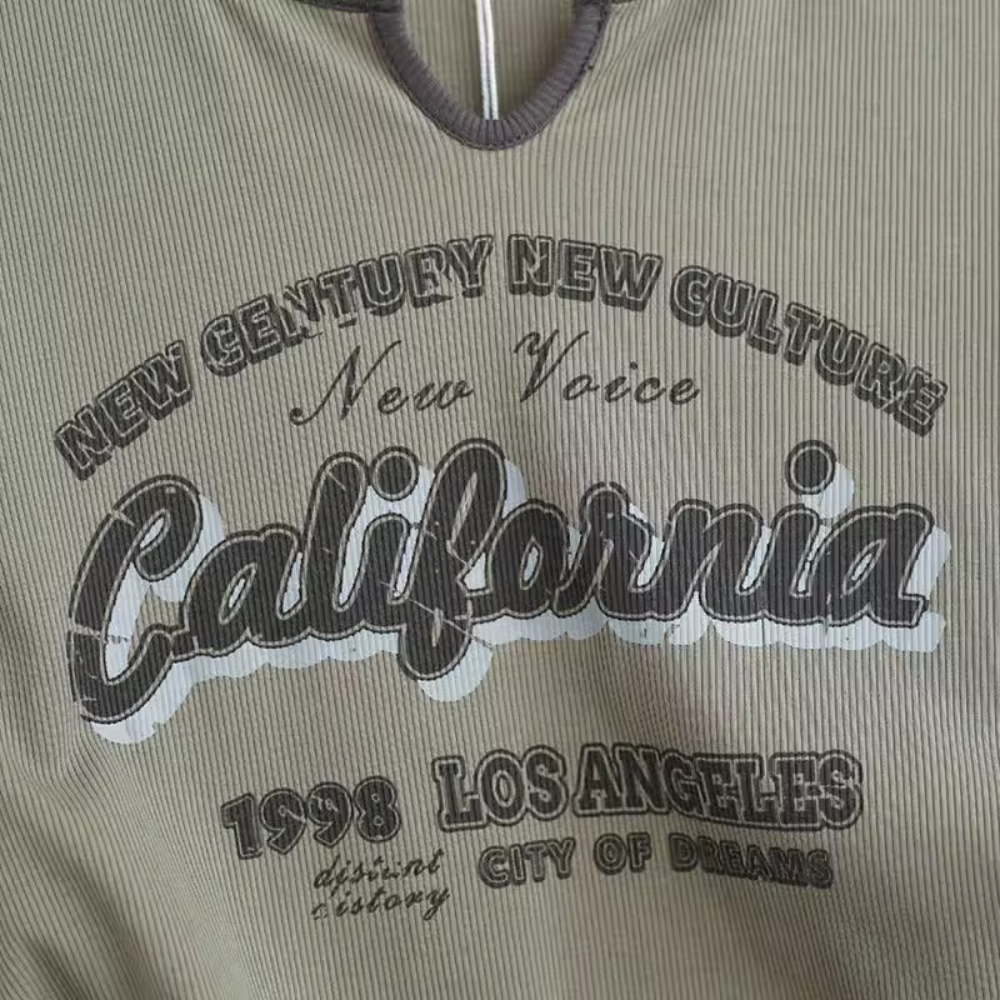 NEW CENTURY NEW CULTURE
New Voice
California
1998
LOS ANGELES
CITY OF DREAMS